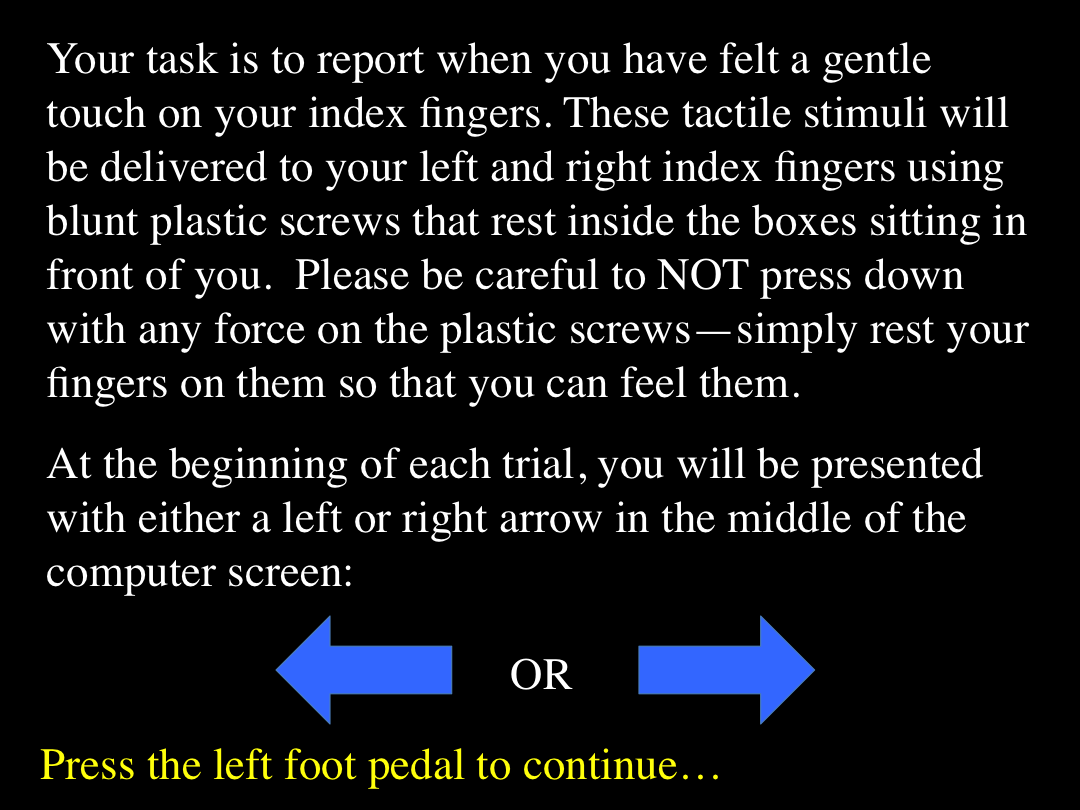 Your task is to report when you have felt a gentle
touch on your index fingers. These tactile stimuli will
be delivered to your left and right index fingers using
blunt plastic screws that rest inside the boxes sitting in
front of you.  Please be careful to NOT press down
with any force on the plastic screws—simply rest your
fingers on them so that you can feel them.
At the beginning of each trial, you will be presented
with either a left or right arrow in the middle of the
computer screen:
OR
Press the left foot pedal to continue…